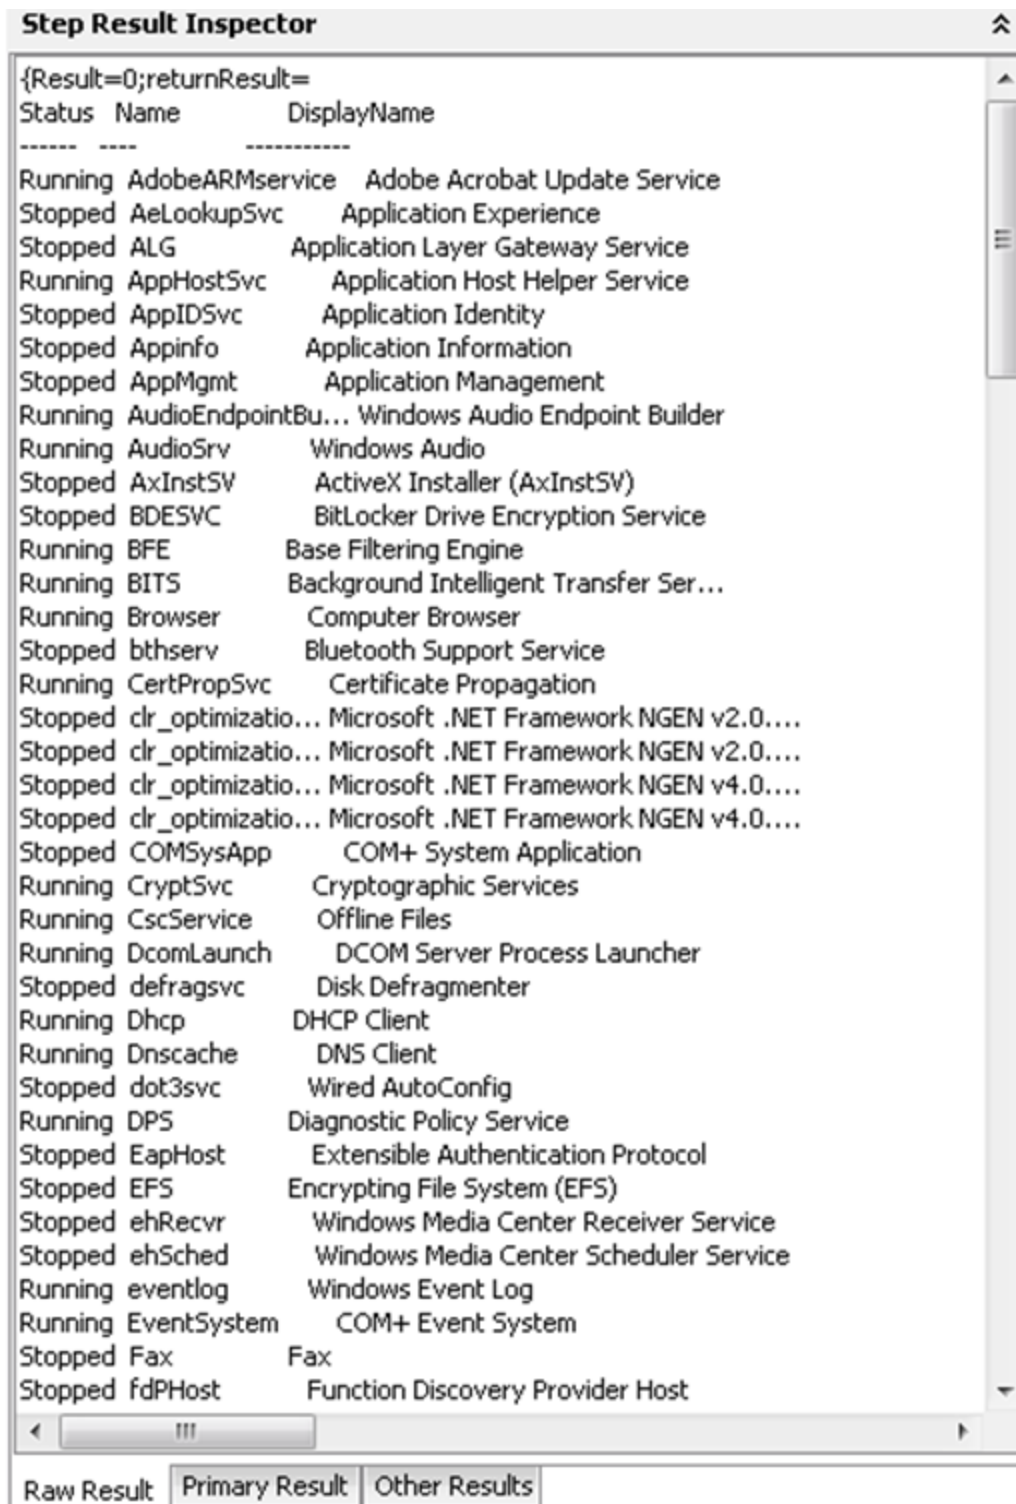 Step Result Inspector
{Result=0;returnResult=
Status Name DisplayName
------ ---- -----------
Running AdobeARMservice Adobe Acrobat Update Service
Stopped AeLookupSvc Application Experience
Stopped ALG Application Layer Gateway Service
Running AppHostSvc Application Host Helper Service
Stopped AppIDSvc Application Identity
Stopped Appinfo Application Information
Stopped AppMgmt Application Management
Running AudioEndpointBu... Windows Audio Endpoint Builder
Running AudioSrv Windows Audio
Stopped AxInstSV ActiveX Installer (AxInstSV)
Stopped BDESVC BitLocker Drive Encryption Service
Running BFE Base Filtering Engine
Running BITS Background Intelligent Transfer Ser...
Running Browser Computer Browser
Stopped bthserv Bluetooth Support Service
Running CertPropSvc Certificate Propagation
Stopped clr_optimizatio... Microsoft .NET Framework NGEN v2.0....
Stopped clr_optimizatio... Microsoft .NET Framework NGEN v2.0....
Stopped clr_optimizatio... Microsoft .NET Framework NGEN v4.0....
Stopped clr_optimizatio... Microsoft .NET Framework NGEN v4.0....
Stopped COMSysApp COM+ System Application
Running CryptSvc Cryptographic Services
Running CscService Offline Files
Running DcomLaunch DCOM Server Process Launcher
Stopped defragsvc Disk Defragmenter
Running Dhcp DHCP Client
Running Dnscache DNS Client
Stopped dot3svc Wired AutoConfig
Running DPS Diagnostic Policy Service
Stopped EapHost Extensible Authentication Protocol
Stopped EFS Encrypting File System (EFS)
Stopped ehRecvr Windows Media Center Receiver Service
Stopped ehSched Windows Media Center Scheduler Service
Running eventlog Windows Event Log
Running EventSystem COM+ Event System
Stopped Fax Fax
Stopped fdPHost Function Discovery Provider Host
Raw Result Primary Result Other Results